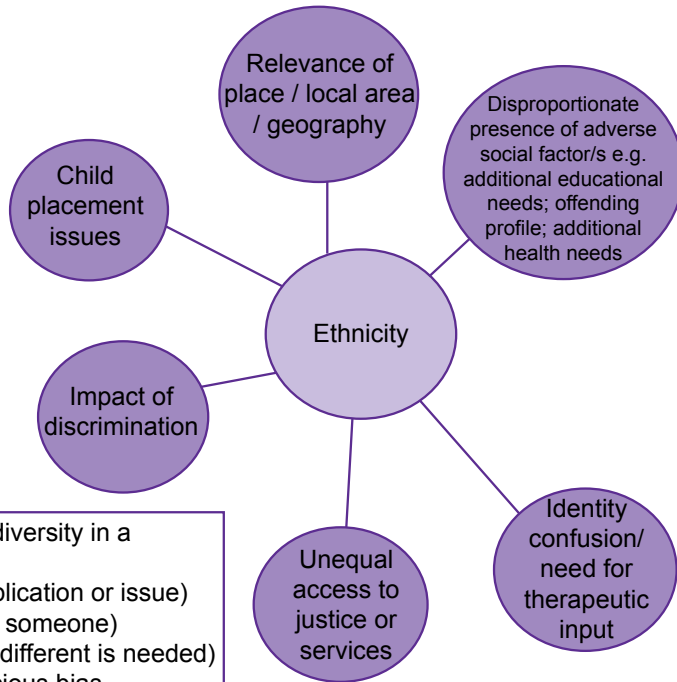 Relevance of
place / local area
/ geography
Disproportionate
presence of adverse
social factor/s e.g.
additional educational
needs; offending
profile; additional
health needs
Child
placement
issues
Ethnicity
Impact of
discrimination
Identity
confusion/
need for
therapeutic
input
Unequal
access to
justice or
services
diversity in a
plication or issue)
someone)
different is needed)
cious bias